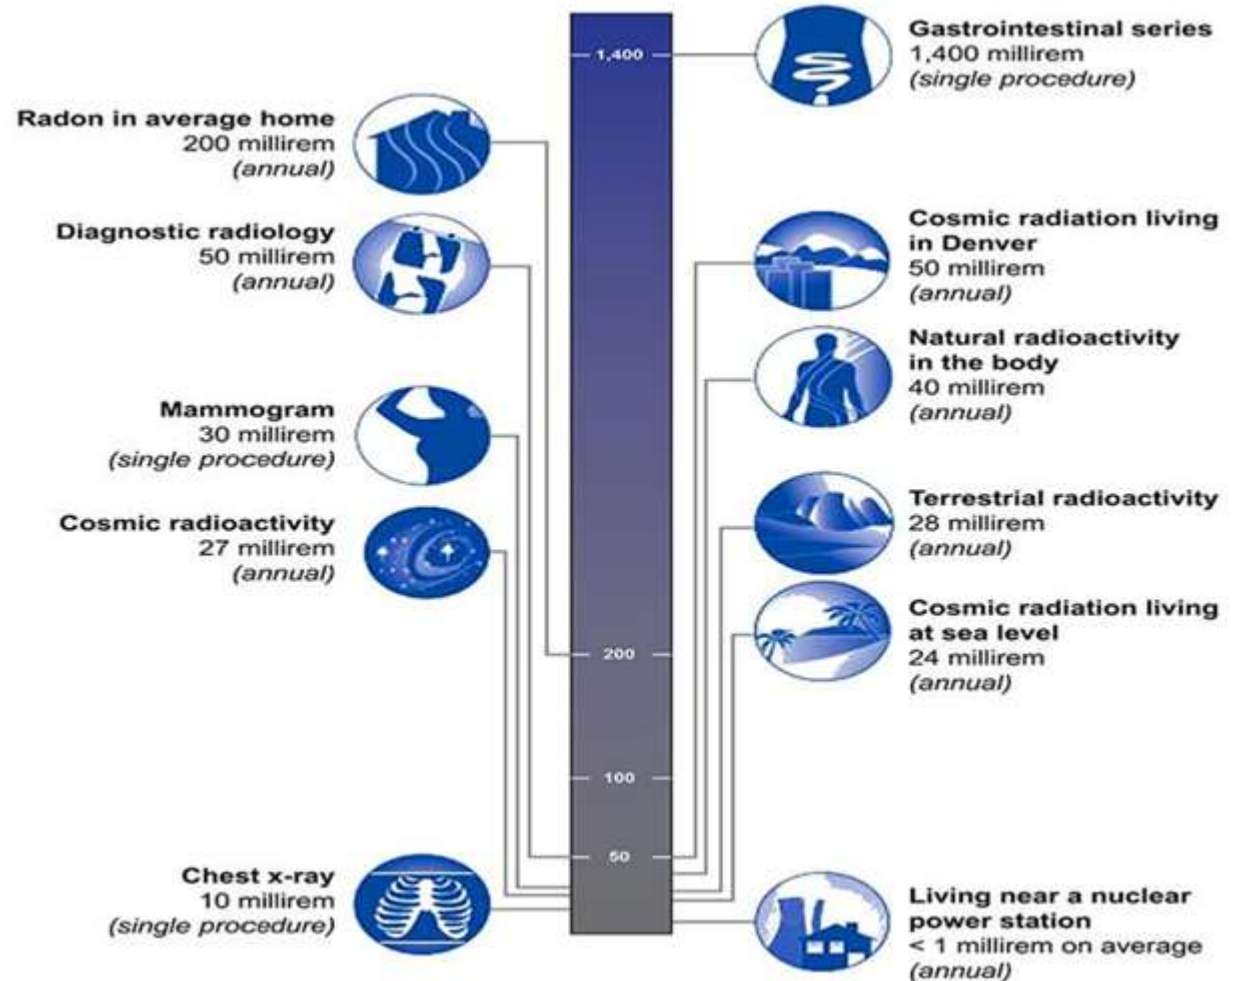 Gastrointestinal series
1,400 millirem
(single procedure)
Radon in average home
200 millirem
(annual)
Diagnostic radiology
50 millirem
(annual)
Cosmic radiation living
in Denver
50 millirem
(annual)
Natural radioactivity
in the body
40 millirem
(annual)
Mammogram
30 millirem
(single procedure)
Terrestrial radioactivity
28 millirem
(annual)
Cosmic radioactivity
27 millirem
(annual)
Cosmic radiation living
at sea level
24 millirem
(annual)
Chest x-ray
10 millirem
(single procedure)
Living near a nuclear
power station
< 1 millirem on average
(annual)
1,400
200
100
50